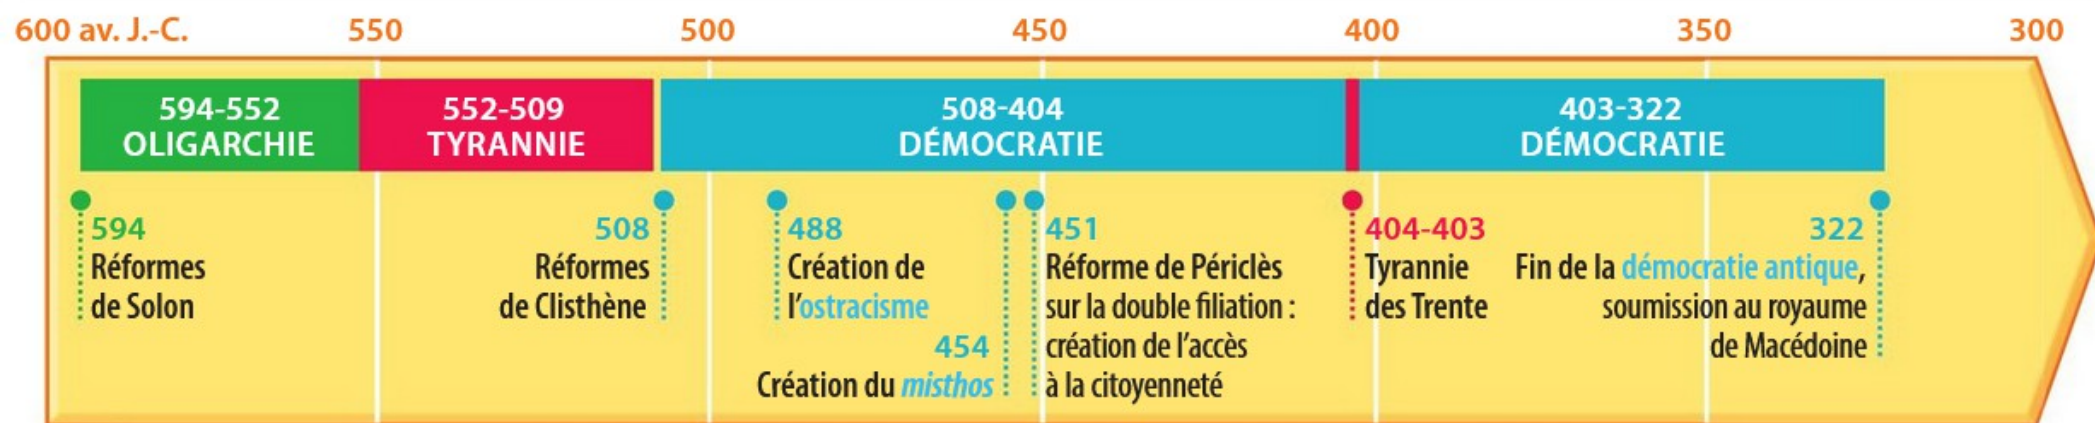 600 av. J.-C.
550
500
450
400
350
300
594-552
OLIGARCHIE
552-509
TYRANNIE
508-404
DÉMOCRATIE
403-322
DÉMOCRATIE
594
Réformes
de Solon
508
Réformes
de Clisthène
488
Création de
l'ostracisme
454
Création du misthos
451
Réforme de Périclès
sur la double filiation :
création de l'accès
à la citoyenneté
404-403
Tyrannie
des Trente
322
Fin de la démocratie antique,
soumission au royaume
de Macédoine